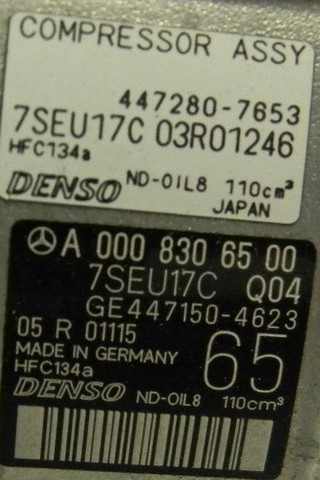 COMPRESSOR ASSY
447280-7653
7SEU17C 03R01246
HFC134a
DENSO ND-OIL8 110cm³
JAPAN
A 000 830 65 00
7SEU17C Q04
GE447150-4623
05 R 01115 65
MADE IN GERMANY
HFC134a
DENSO ND-OIL8 110cm³